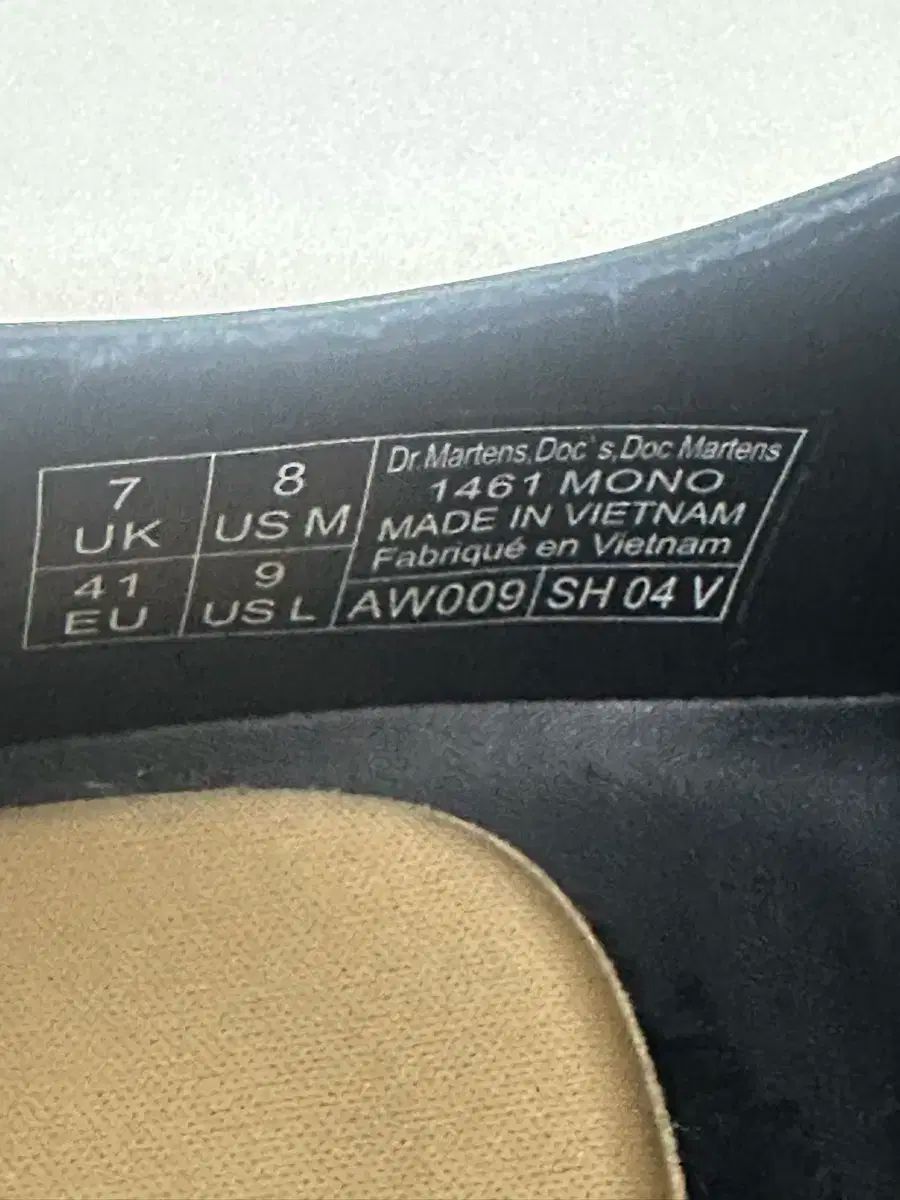 7
UK
8
US M
41
EU
9
US L
Dr.Martens,Doc's,Doc Martens
1461 MONO
MADE IN VIETNAM
Fabriqué en Vietnam
AW009
SH 04 V